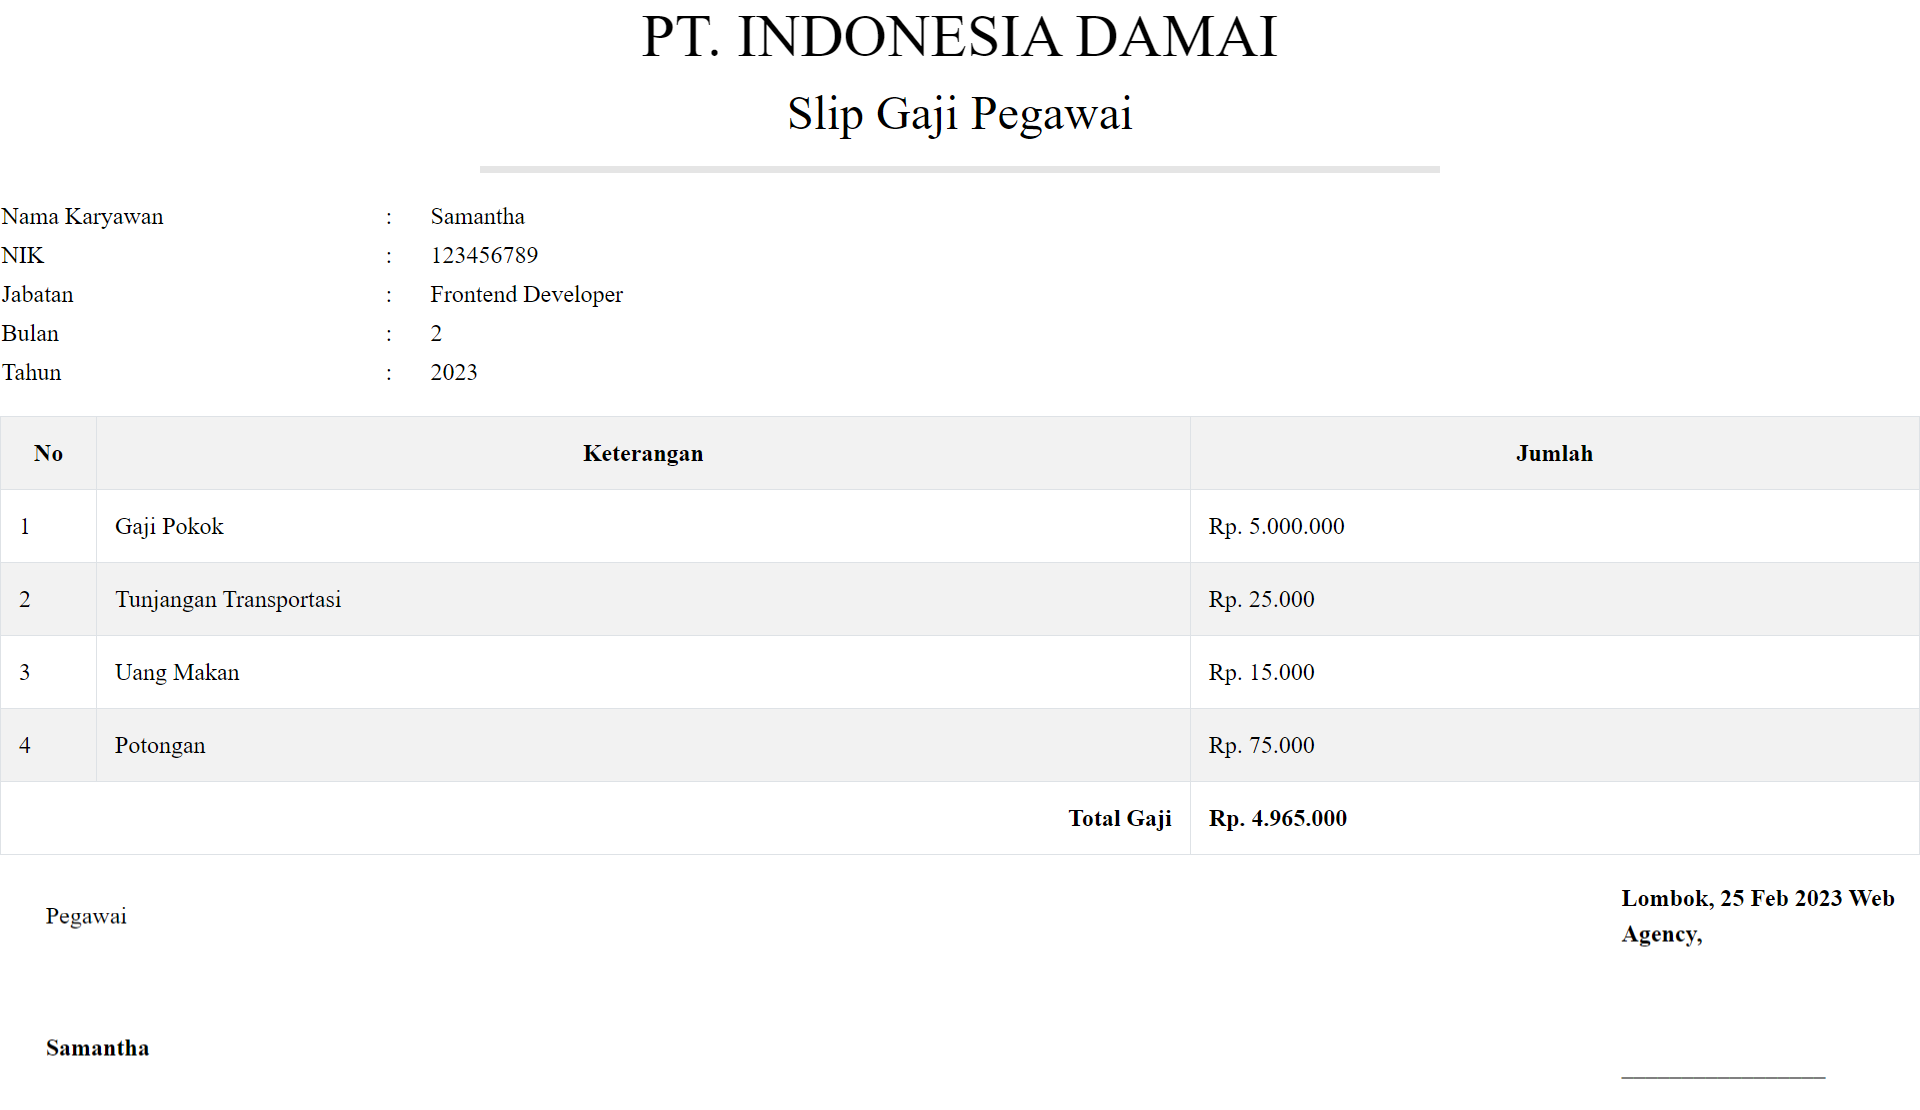 PT. INDONESIA DAMAI
Slip Gaji Pegawai
Nama Karyawan : Samantha
NIK : 123456789
Jabatan : Frontend Developer
Bulan : 2
Tahun : 2023
No Keterangan Jumlah
1 Gaji Pokok Rp. 5.000.000
2 Tunjangan Transportasi Rp. 25.000
3 Uang Makan Rp. 15.000
4 Potongan Rp. 75.000
Total Gaji Rp. 4.965.000
Pegawai
Lombok, 25 Feb 2023 Web
Agency,
Samantha
_________________